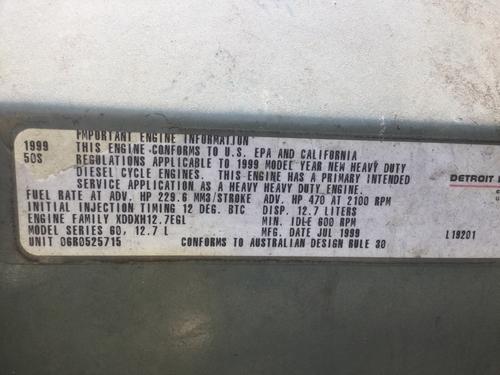 IMPORTANT ENGINE INFORMATION
1999 THIS ENGINE CONFORMS TO U.S. EPA AND CALIFORNIA
50S REGULATIONS APPLICABLE TO 1999 MODEL YEAR NEW HEAVY DUTY
DIESEL CYCLE ENGINES. THIS ENGINE HAS A PRIMARY INTENDED
SERVICE APPLICATION AS A HEAVY HEAVY DUTY ENGINE.
DETROIT
FUEL RATE AT ADV. HP 229.6 MM3/STROKE ADV. HP 470 AT 2100 RPM
INITIAL INJECTION TIMING 12 DEG. BTC DISP. 12.7 LITERS
ENGINE FAMILY XDDXH12.7EGL MIN. IDLE 600 RPM
MODEL SERIES 60, 12.7 L MFG. DATE JUL 1999 L19201
UNIT 06R0525715 CONFORMS TO AUSTRALIAN DESIGN RULE 30